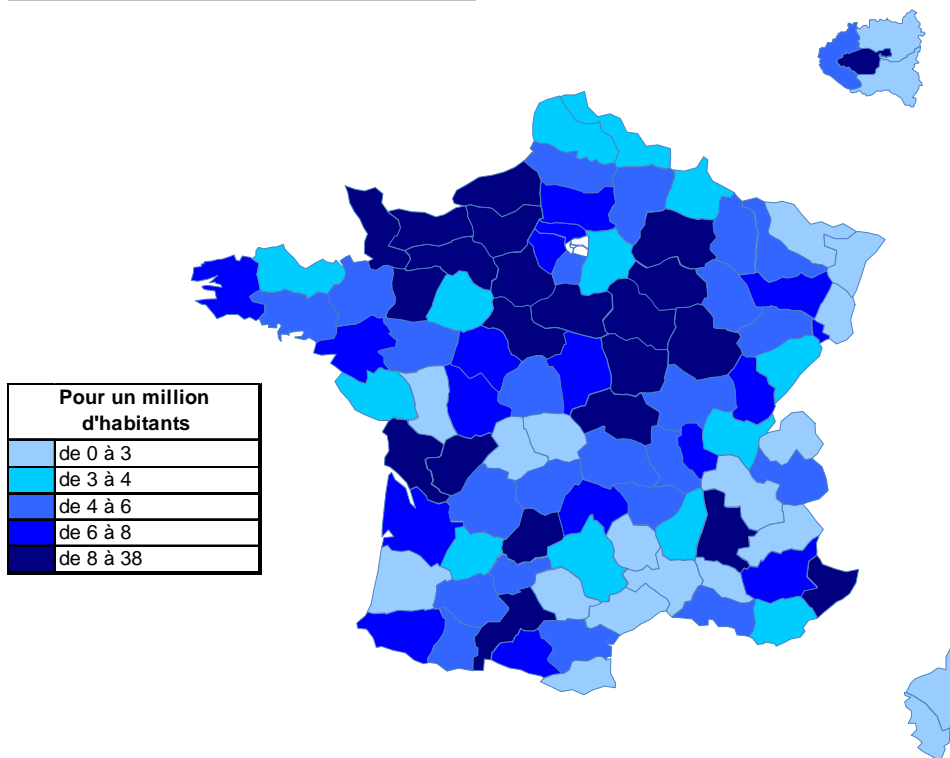 Pour un million
d'habitants
de 0 à 3
de 3 à 4
de 4 à 6
de 6 à 8
de 8 à 38